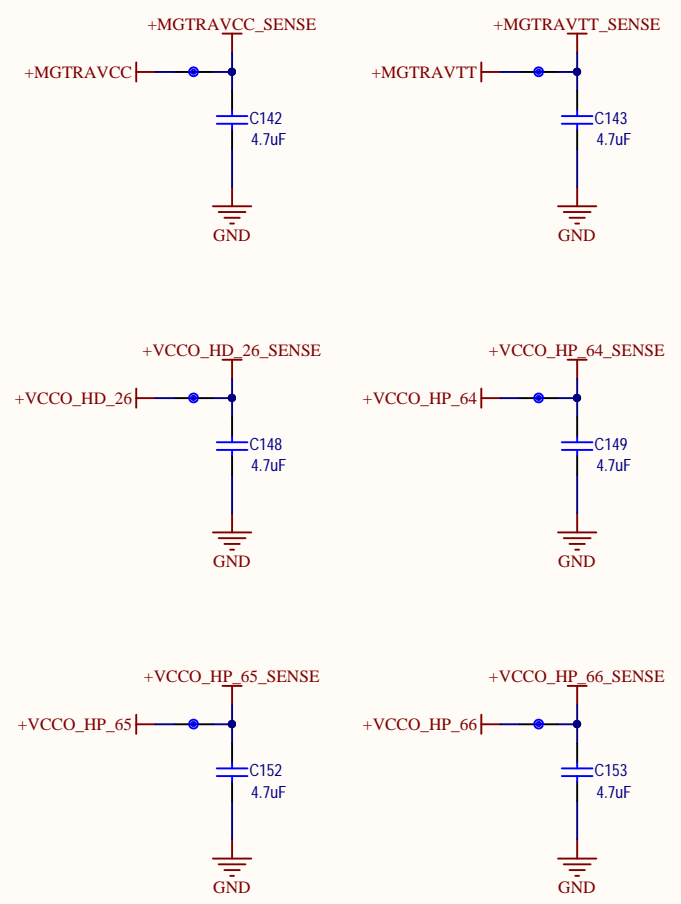 +MGTRAVCC_SENSE
+MGTRAVCC
C142
4.7uF
GND
+MGTRAVTT_SENSE
+MGTRAVTT
C143
4.7uF
GND
+VCCO_HD_26_SENSE
+VCCO_HD_26
C148
4.7uF
GND
+VCCO_HP_64_SENSE
+VCCO_HP_64
C149
4.7uF
GND
+VCCO_HP_65_SENSE
+VCCO_HP_65
C152
4.7uF
GND
+VCCO_HP_66_SENSE
+VCCO_HP_66
C153
4.7uF
GND